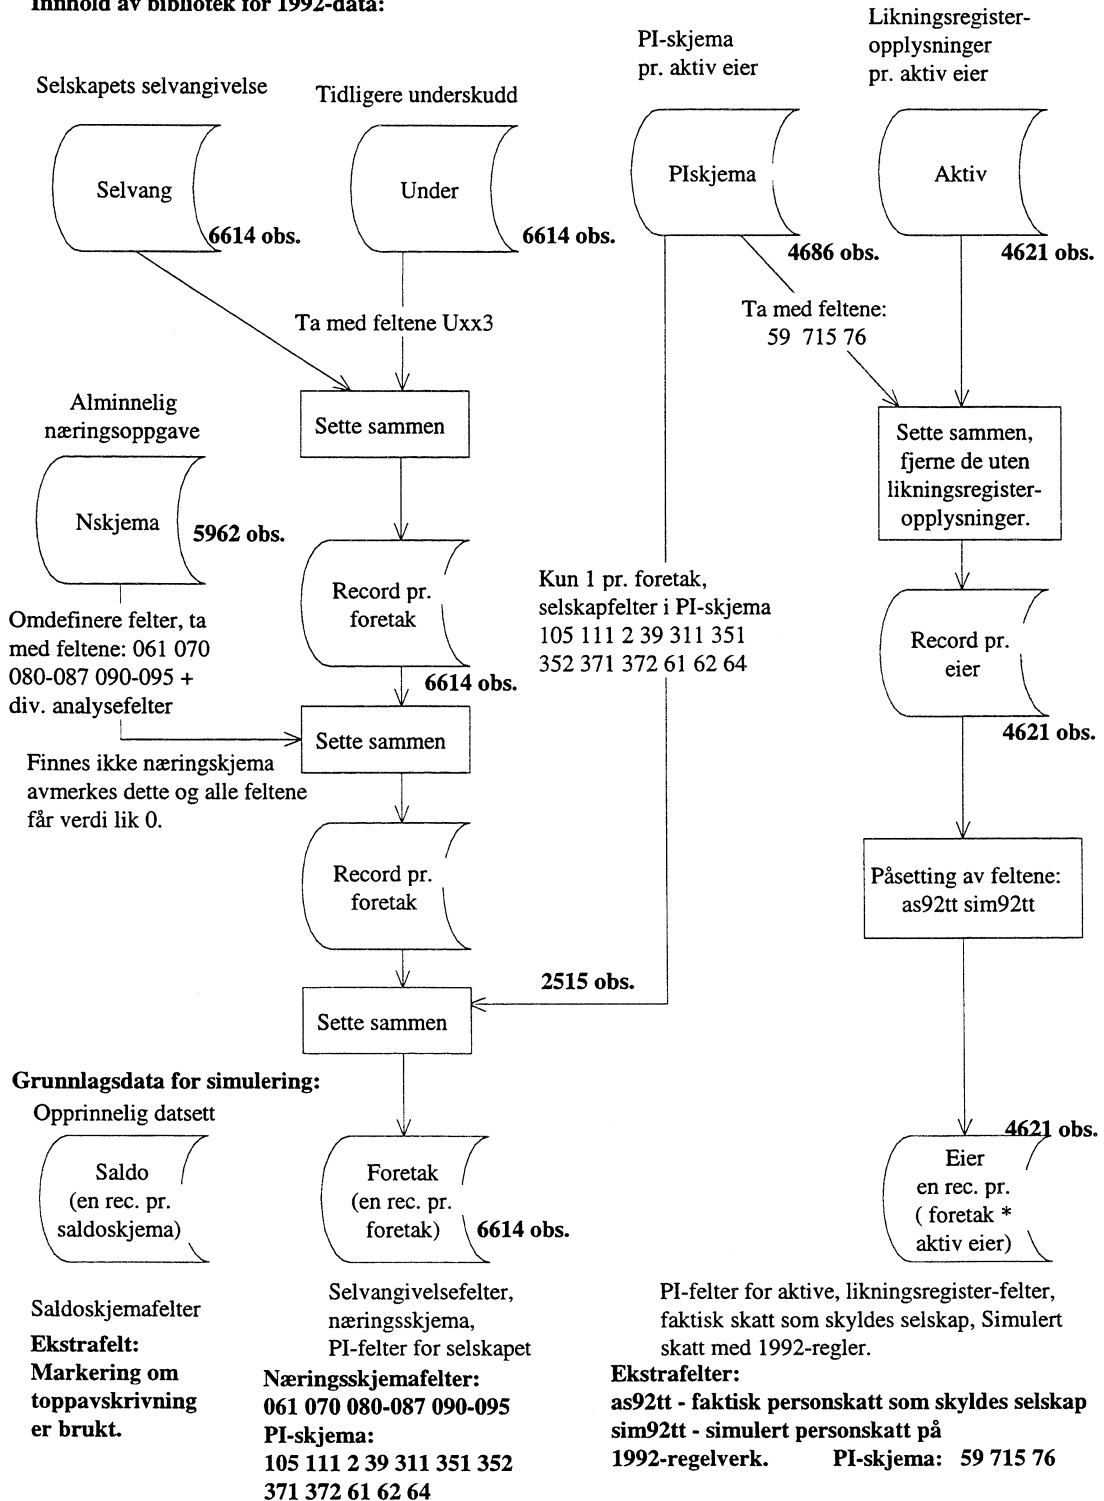 Innhold av bibliotek for 1992-data:
Selskapets selvangivelse
Tidligere underskudd
PI-skjema
pr. aktiv eier
Likningsregister-
opplysninger
pr. aktiv eier
Selvang
6614 obs.
Under
6614 obs.
PIskjema
4686 obs.
Aktiv
4621 obs.
Ta med feltene Uxx3
Ta med feltene:
59 715 76
Sette sammen
Sette sammen,
fjerne de uten
likningsregister-
opplysninger.
Alminnelig
næringsoppgave
Nskjema
5962 obs.
Record pr.
foretak
6614 obs.
Kun 1 pr. foretak,
selskapfelter i PI-skjema
105 111 2 39 311 351
352 371 372 61 62 64
Record pr.
eier
4621 obs.
Omdefinere felter, ta
med feltene: 061 070
080-087 090-095 +
div. analysefelter
Sette sammen
Finnes ikke næringskjema
avmerkes dette og alle feltene
får verdi lik 0.
Record pr.
foretak
Påsetting av feltene:
as92tt sim92tt
2515 obs.
Sette sammen
Grunnlagsdata for simulering:
Opprinnelig datsett
Saldo
(en rec. pr.
saldoskjema)
Foretak
(en rec. pr.
foretak)
6614 obs.
4621 obs.
Eier
en rec. pr.
( foretak *
aktiv eier)
Saldoskjemafelter
Ekstrafelt:
Markering om
toppavskrivning
er brukt.
Selvangivelsefelter,
næringsskjema,
PI-felter for selskapet
Næringsskjemafelter:
061 070 080-087 090-095
PI-skjema:
105 111 2 39 311 351 352
371 372 61 62 64
PI-felter for aktive, likningsregister-felter,
faktisk skatt som skyldes selskap, Simulert
skatt med 1992-regler.
Ekstrafelter:
as92tt - faktisk personskatt som skyldes selskap
sim92tt - simulert personskatt på
1992-regelverk. PI-skjema: 59 715 76